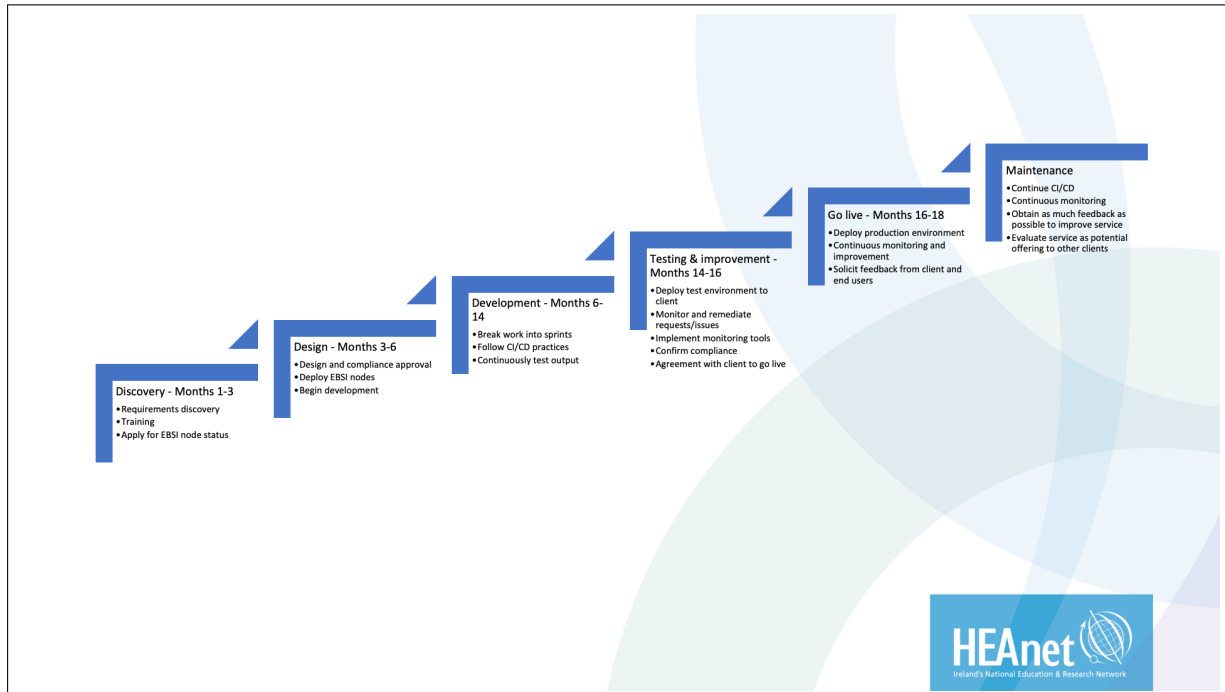 Discovery - Months 1-3
•Requirements discovery
•Training
•Apply for EBSI node status
Design - Months 3-6
•Design and compliance approval
•Deploy EBSI nodes
•Begin development
Development - Months 6-
14
•Break work into sprints
•Follow CI/CD practices
•Continuously test output
Testing & improvement -
Months 14-16
•Deploy test environment to
client
•Monitor and remediate
requests/issues
•Implement monitoring tools
•Confirm compliance
•Agreement with client to go live
Go live - Months 16-18
•Deploy production environment
•Continuous monitoring and
improvement
•Solicit feedback from client and
end users
Maintenance
•Continue CI/CD
•Continuous monitoring
•Obtain as much feedback as
possible to improve service
•Evaluate service as potential
offering to other clients
HEAnet
Ireland's National Education & Research Network